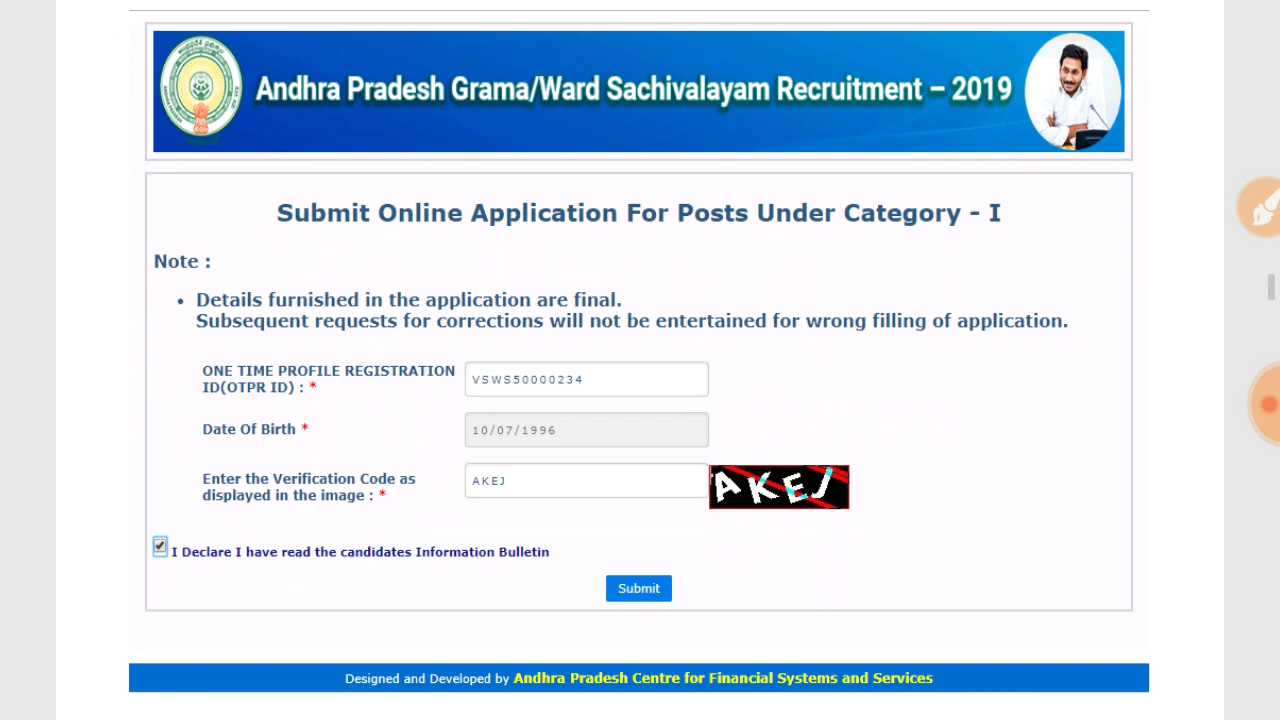 Andhra Pradesh Grama/Ward Sachivalayam Recruitment – 2019
Submit Online Application For Posts Under Category - I
Note :
• Details furnished in the application are final.
Subsequent requests for corrections will not be entertained for wrong filling of application.
ONE TIME PROFILE REGISTRATION
ID(OTPR ID) : *
VSWS50000234
Date Of Birth *
10/07/1996
Enter the Verification Code as
displayed in the image : *
AKEJ
AKEJ
I Declare I have read the candidates Information Bulletin
Submit
Designed and Developed by Andhra Pradesh Centre for Financial Systems and Services